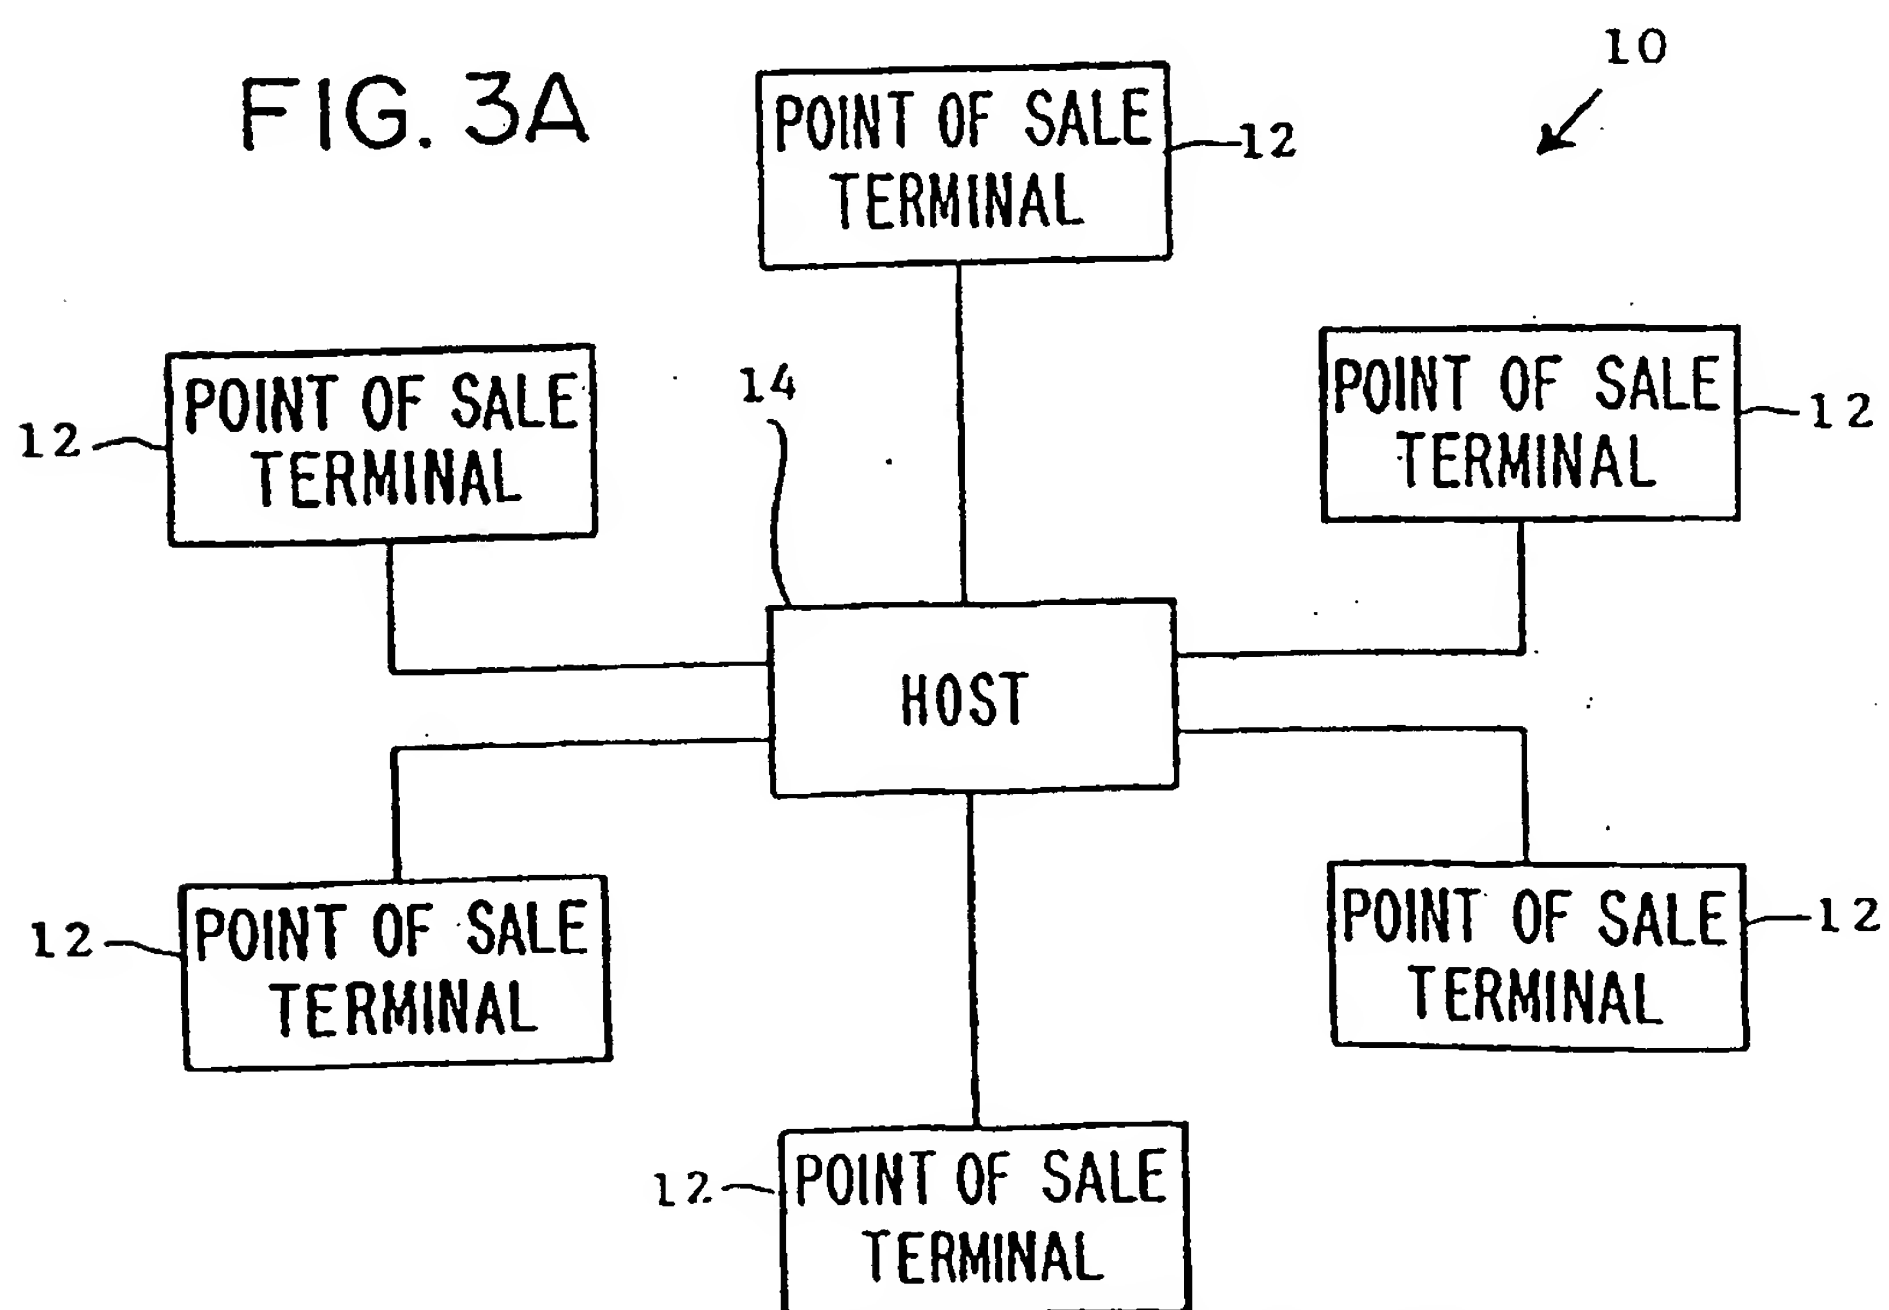 FIG. 3A
10
POINT OF SALE
TERMINAL
12
POINT OF SALE
TERMINAL
12
14
POINT OF SALE
TERMINAL
12
HOST
POINT OF SALE
TERMINAL
12
POINT OF SALE
TERMINAL
12
POINT OF SALE
TERMINAL
12